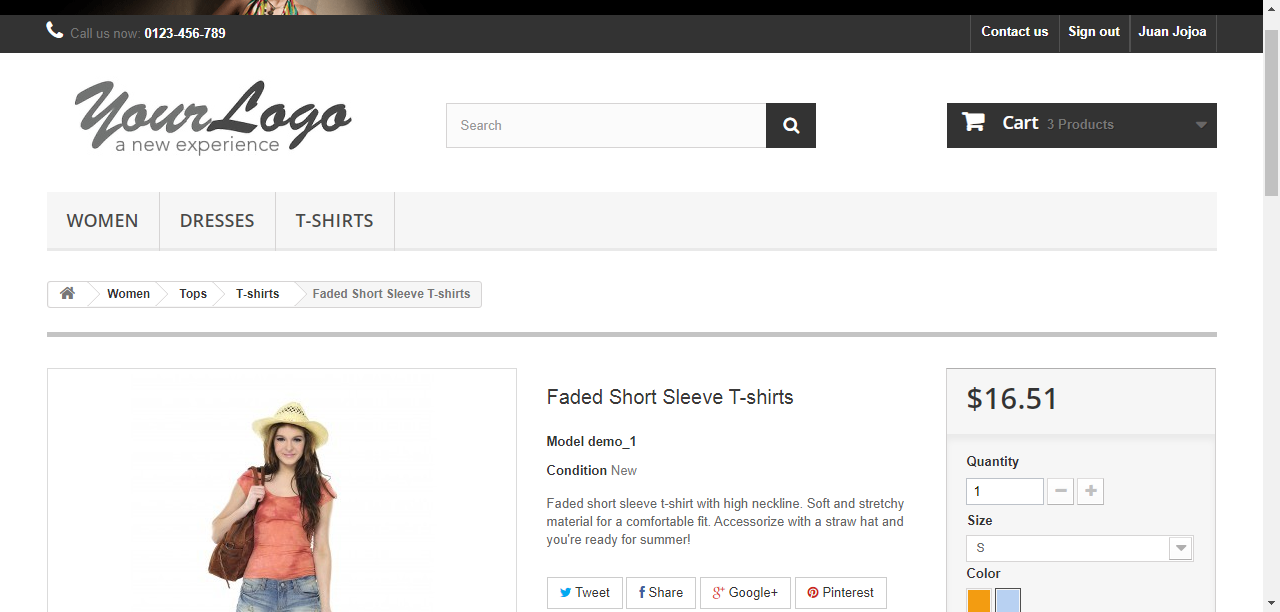 Call us now: 0123-456-789
Contact us
Sign out
Juan Jojoa
YourLogo
a new experience
Search
Cart 3 Products
WOMEN
DRESSES
T-SHIRTS
Women
Tops
T-shirts
Faded Short Sleeve T-shirts
Faded Short Sleeve T-shirts
Model demo_1
Condition New
Faded short sleeve t-shirt with high neckline. Soft and stretchy
material for a comfortable fit. Accessorize with a straw hat and
you're ready for summer!
Tweet
Share
Google+
Pinterest
$16.51
Quantity
1
Size
S
Color